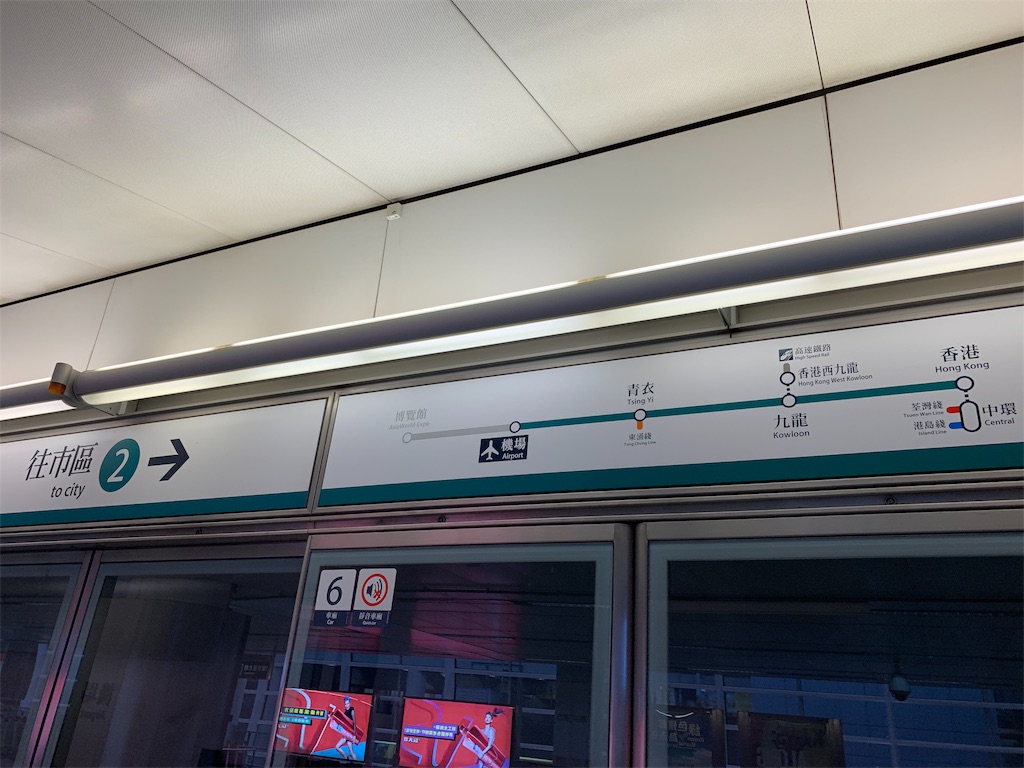 往市區
to city
2
博覽館
AsiaWorld-Expo
機場
Airport
青衣
Tsing Yi
東涌綫
Tung Chung Line
高速鐵路
High Speed Rail
香港西九龍
Hong Kong West Kowloon
九龍
Kowloon
香港
Hong Kong
荃灣綫
Tsuen Wan Line
港島綫
Island Line
中環
Central
6
車廂
Car
靜音車廂
Quiet car